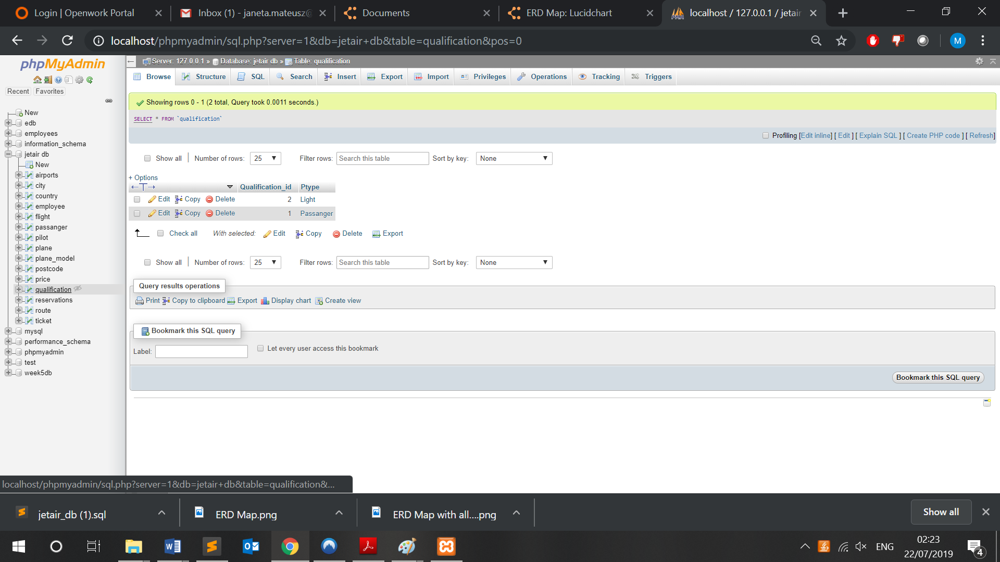 Login | Openwork Portal
Inbox (1) - janeta.mateusz@
Documents
ERD Map: Lucidchart
localhost / 127.0.0.1 / jetair
localhost/phpmyadmin/sql.php?server=1&db=jetair+db&table=qualification&pos=0
M
phpMyAdmin
Recent Favorites
New
edb
employees
information_schema
jetair db
New
airports
city
country
employee
flight
passanger
pilot
plane
plane_model
postcode
price
qualification
reservations
route
ticket
mysql
performance_schema
phpmyadmin
test
week5db
Server: 127.0.0.1 » Database: jetair db » Table: qualification
Browse Structure SQL Search Insert Export Import Privileges Operations Tracking Triggers
Showing rows 0 - 1 (2 total, Query took 0.0011 seconds.)
SELECT * FROM `qualification`
Profiling [Edit inline] [ Edit ] [ Explain SQL ] [ Create PHP code ] [ Refresh]
Show all | Number of rows: 25 Filter rows: Search this table Sort by key: None
+ Options
←T→ Qualification_id Ptype
Edit Copy Delete 2 Light
Edit Copy Delete 1 Passanger
Check all With selected: Edit Copy Delete Export
Show all | Number of rows: 25 Filter rows: Search this table Sort by key: None
Query results operations
Print Copy to clipboard Export Display chart Create view
Bookmark this SQL query
Label: Let every user access this bookmark
Bookmark this SQL query
localhost/phpmyadmin/sql.php?server=1&db=jetair+db&table=qualification&...
jetair_db (1).sql
ERD Map.png
ERD Map with all....png
Show all
ENG
02:23
22/07/2019
4